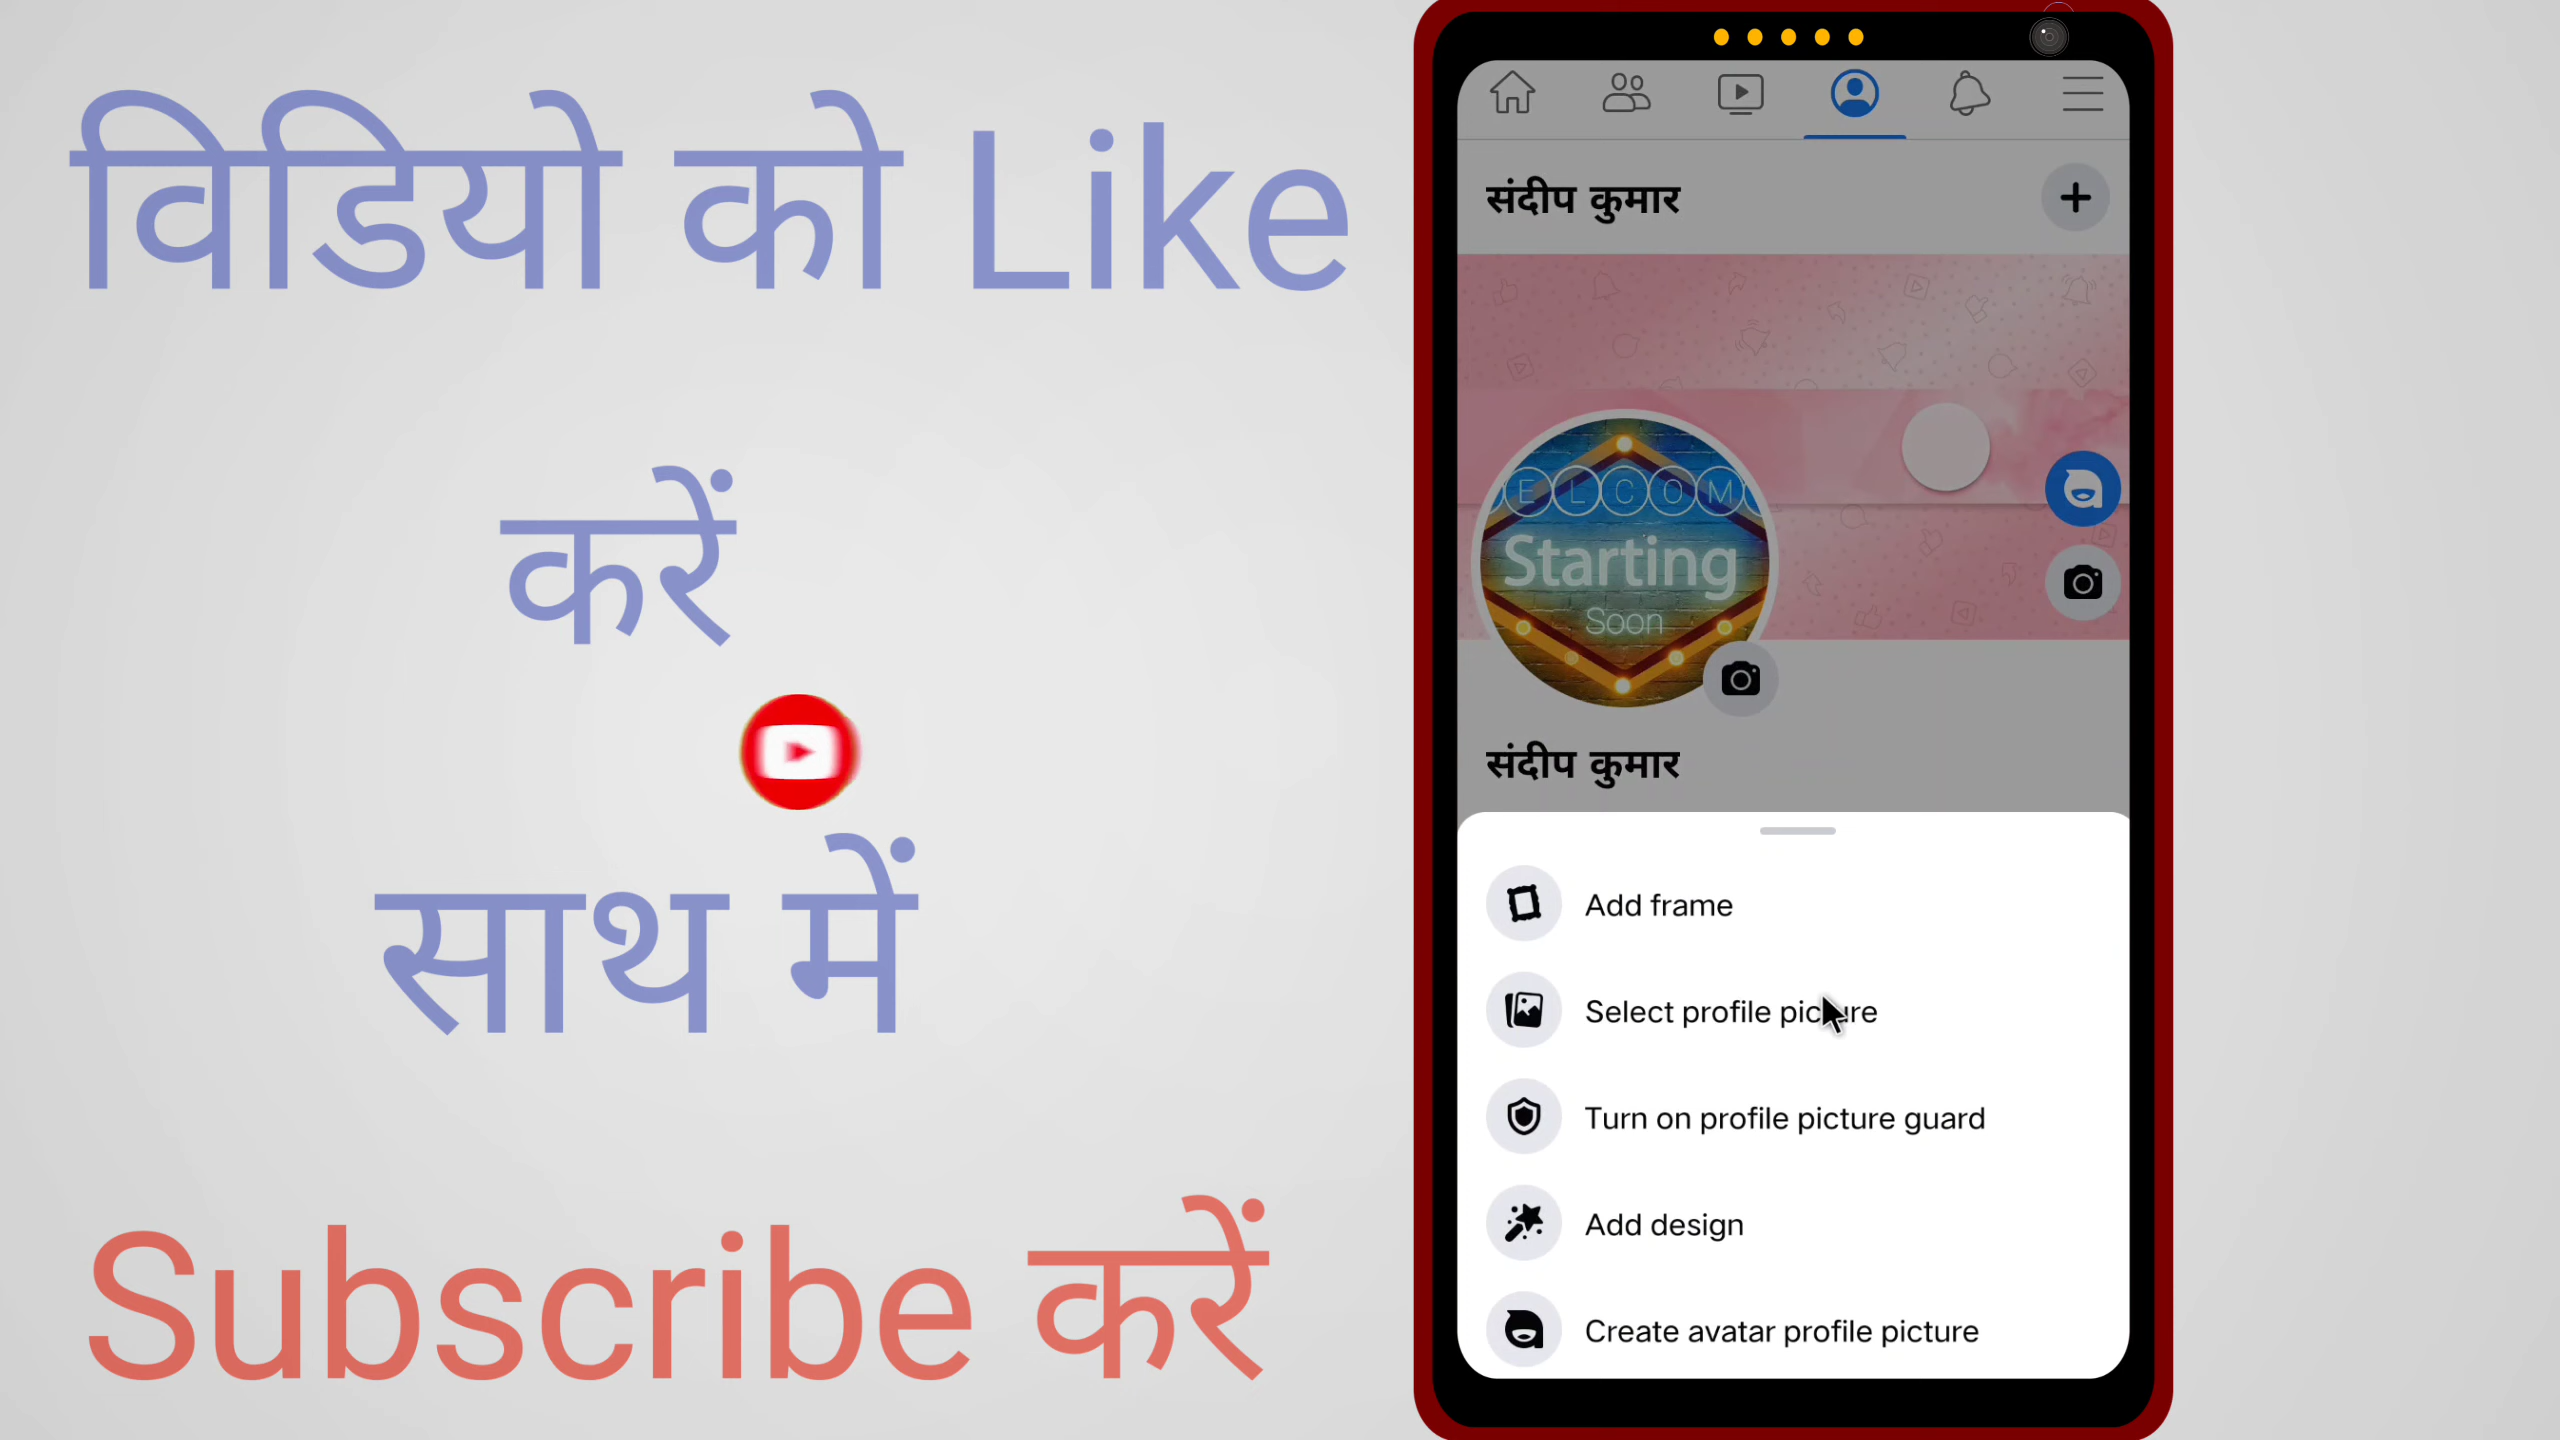 विडियो को Like
करें
साथ में
Subscribe करें
संदीप कुमार
ELCOM
Starting
Soon
संदीप कुमार
Add frame
Select profile picture
Turn on profile picture guard
Add design
Create avatar profile picture